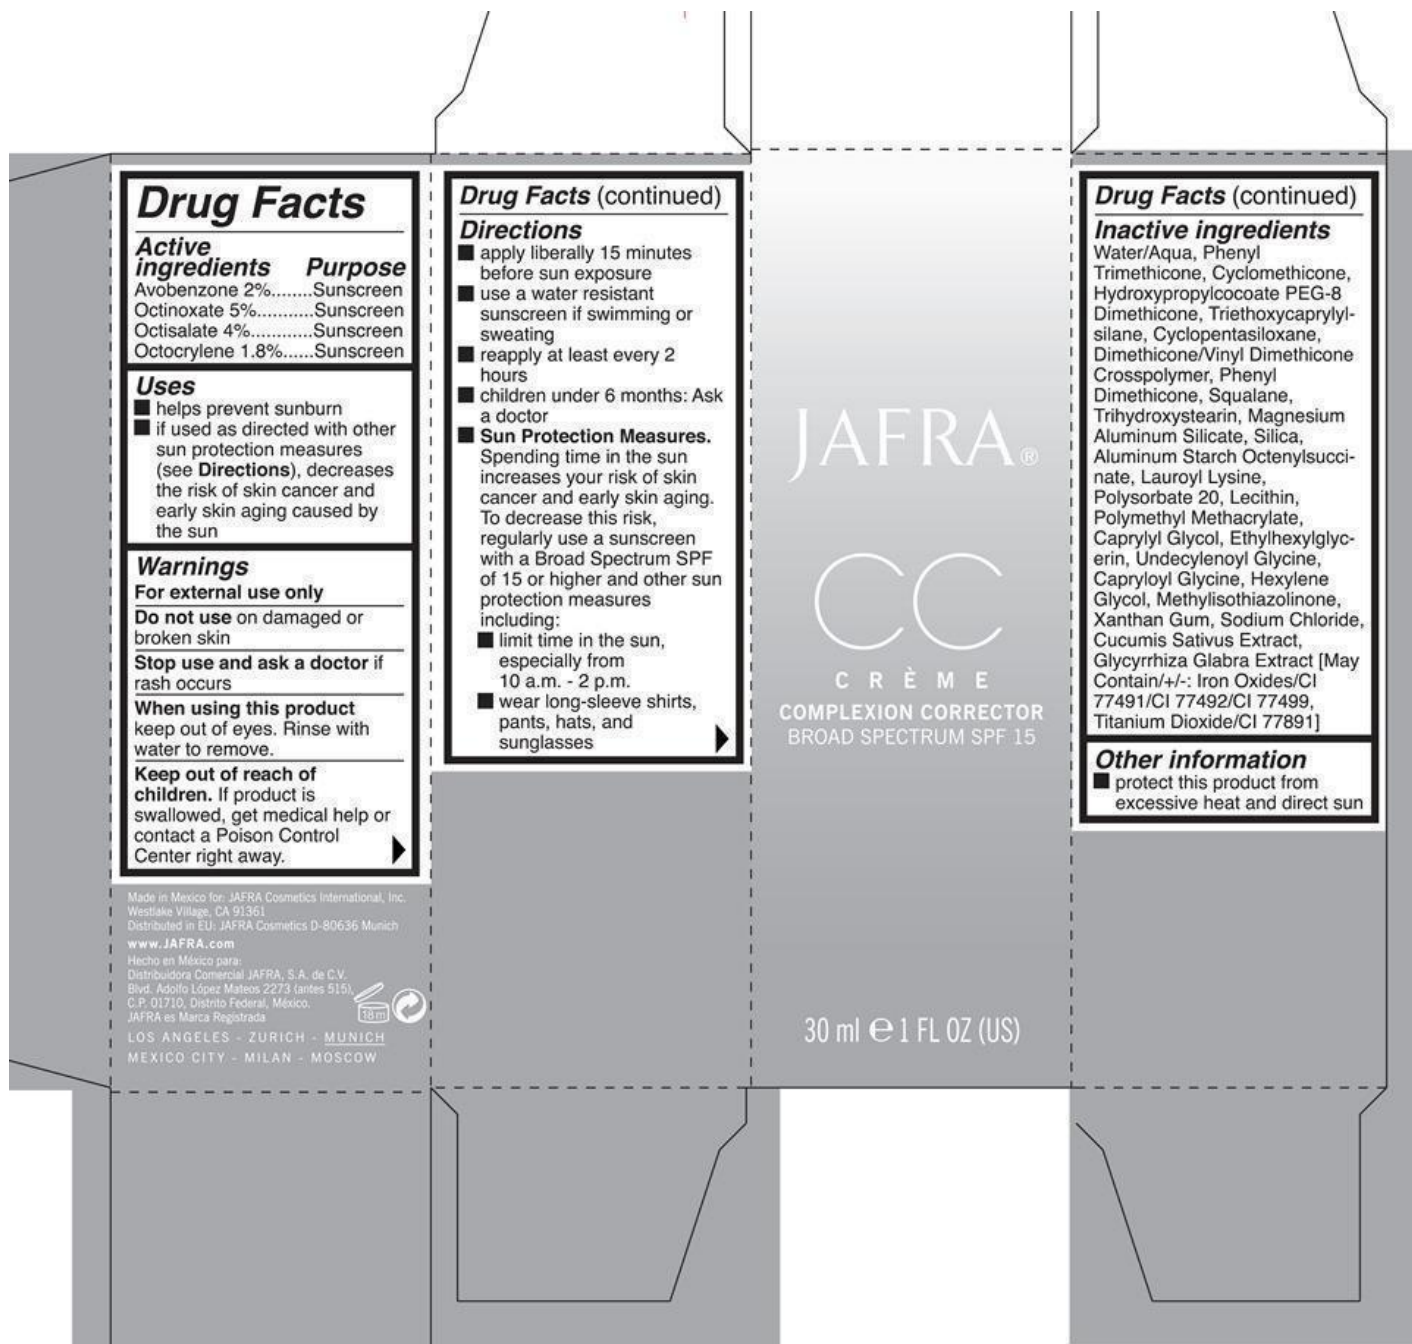 Drug Facts
Active
ingredients Purpose
Avobenzone 2%........Sunscreen
Octinoxate 5%...........Sunscreen
Octisalate 4%............Sunscreen
Octocrylene 1.8%......Sunscreen
Uses
■ helps prevent sunburn
■ if used as directed with other
sun protection measures
(see Directions), decreases
the risk of skin cancer and
early skin aging caused by
the sun
Warnings
For external use only
Do not use on damaged or
broken skin
Stop use and ask a doctor if
rash occurs
When using this product
keep out of eyes. Rinse with
water to remove.
Keep out of reach of
children. If product is
swallowed, get medical help or
contact a Poison Control
Center right away.
Made in Mexico for: JAFRA Cosmetics International, Inc.
Westlake Village, CA 91361
Distributed in EU: JAFRA Cosmetics D-80636 Munich
www.JAFRA.com
Hecho en México para:
Distribuidora Comercial JAFRA, S.A. de C.V.
Blvd. Adolfo López Mateos 2273 (antes 515),
C.P. 01710, Distrito Federal, México.
JAFRA es Marca Registrada
18m
LOS ANGELES - ZURICH - MUNICH
MEXICO CITY - MILAN - MOSCOW
Drug Facts (continued)
Directions
■ apply liberally 15 minutes
before sun exposure
■ use a water resistant
sunscreen if swimming or
sweating
■ reapply at least every 2
hours
■ children under 6 months: Ask
a doctor
■ Sun Protection Measures.
Spending time in the sun
increases your risk of skin
cancer and early skin aging.
To decrease this risk,
regularly use a sunscreen
with a Broad Spectrum SPF
of 15 or higher and other sun
protection measures
including:
■ limit time in the sun,
especially from
10 a.m. - 2 p.m.
■ wear long-sleeve shirts,
pants, hats, and
sunglasses
JAFRA®
CC
CRÈME
COMPLEXION CORRECTOR
BROAD SPECTRUM SPF 15
30 ml ℮ 1 FL OZ (US)
Drug Facts (continued)
Inactive ingredients
Water/Aqua, Phenyl
Trimethicone, Cyclomethicone,
Hydroxypropylcocoate PEG-8
Dimethicone, Triethoxycaprylyl-
silane, Cyclopentasiloxane,
Dimethicone/Vinyl Dimethicone
Crosspolymer, Phenyl
Dimethicone, Squalane,
Trihydroxystearin, Magnesium
Aluminum Silicate, Silica,
Aluminum Starch Octenylsucci-
nate, Lauroyl Lysine,
Polysorbate 20, Lecithin,
Polymethyl Methacrylate,
Caprylyl Glycol, Ethylhexylglyc-
erin, Undecylenoyl Glycine,
Capryloyl Glycine, Hexylene
Glycol, Methylisothiazolinone,
Xanthan Gum, Sodium Chloride,
Cucumis Sativus Extract,
Glycyrrhiza Glabra Extract [May
Contain/+/-: Iron Oxides/CI
77491/CI 77492/CI 77499,
Titanium Dioxide/CI 77891]
Other information
■ protect this product from
excessive heat and direct sun